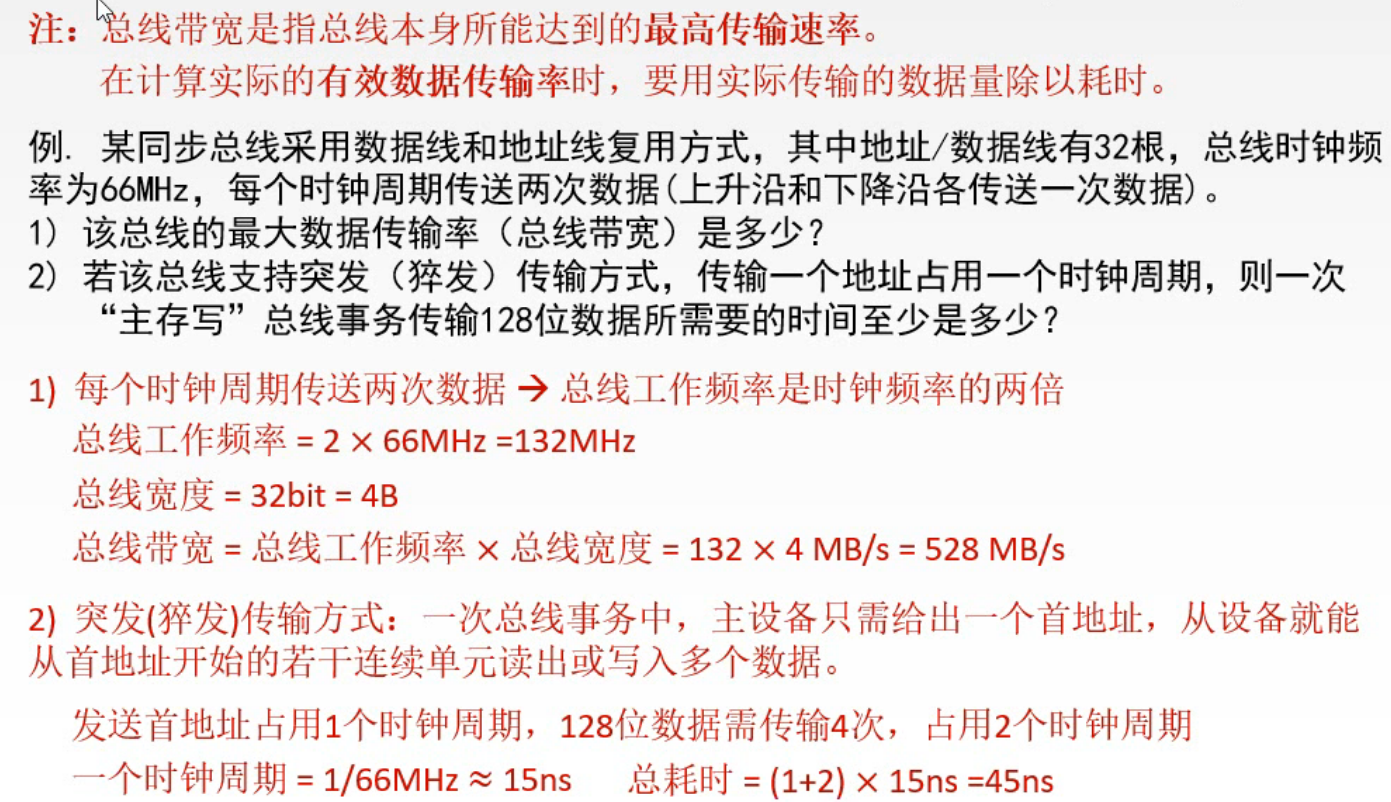 注：总线带宽是指总线本身所能达到的最高传输速率。
在计算实际的有效数据传输率时，要用实际传输的数据量除以耗时。
例. 某同步总线采用数据线和地址线复用方式，其中地址/数据线有32根，总线时钟频
率为66MHz，每个时钟周期传送两次数据(上升沿和下降沿各传送一次数据)。
1) 该总线的最大数据传输率（总线带宽）是多少？
2) 若该总线支持突发（猝发）传输方式，传输一个地址占用一个时钟周期，则一次
“主存写”总线事务传输128位数据所需要的时间至少是多少？
1) 每个时钟周期传送两次数据 → 总线工作频率是时钟频率的两倍
总线工作频率 = 2 × 66MHz =132MHz
总线宽度 = 32bit = 4B
总线带宽 = 总线工作频率 × 总线宽度 = 132 × 4 MB/s = 528 MB/s
2) 突发(猝发)传输方式：一次总线事务中，主设备只需给出一个首地址，从设备就能
从首地址开始的若干连续单元读出或写入多个数据。
发送首地址占用1个时钟周期，128位数据需传输4次，占用2个时钟周期
一个时钟周期 = 1/66MHz ≈ 15ns 总耗时 = (1+2) × 15ns =45ns